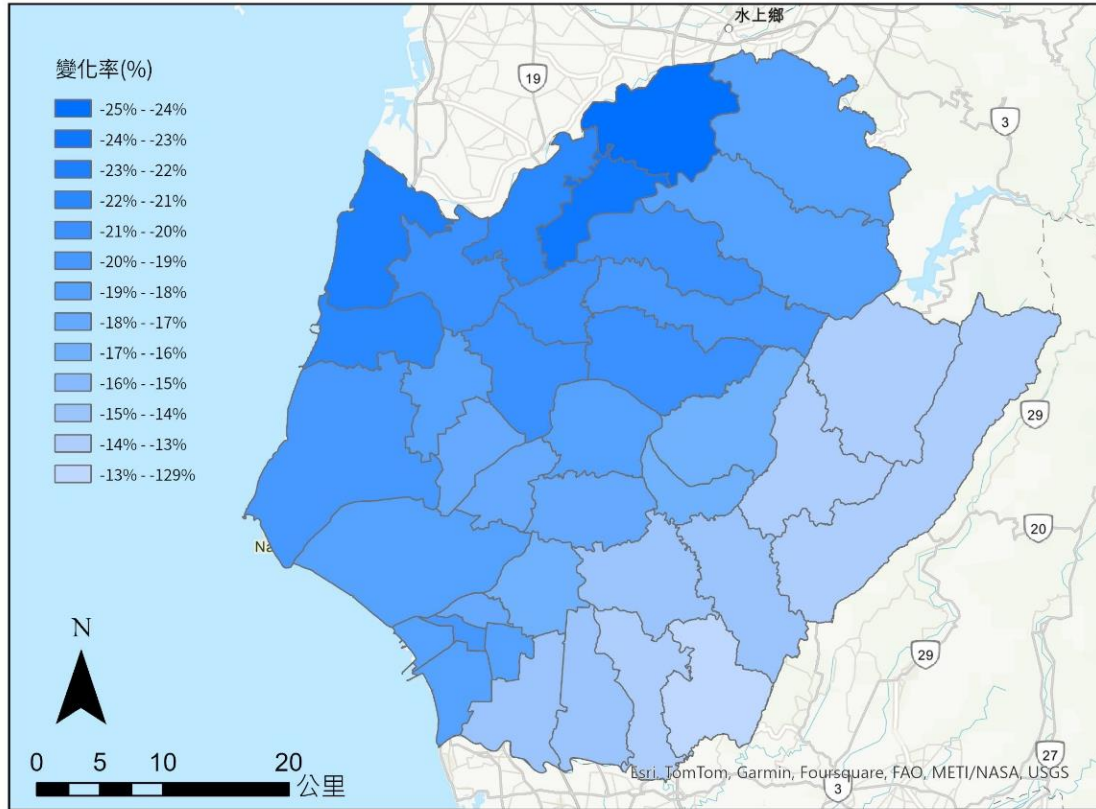 水上鄉
19
3
變化率(%)
-25% - -24%
-24% - -23%
-23% - -22%
-22% - -21%
-21% - -20%
-20% - -19%
-19% - -18%
-18% - -17%
-17% - -16%
-16% - -15%
-15% - -14%
-14% - -13%
-13% - -129%
29
20
Na
N
29
27
0 5 10 20
公里
Esri, TomTom, Garmin, Foursquare, FAO, METI/NASA, USGS
3